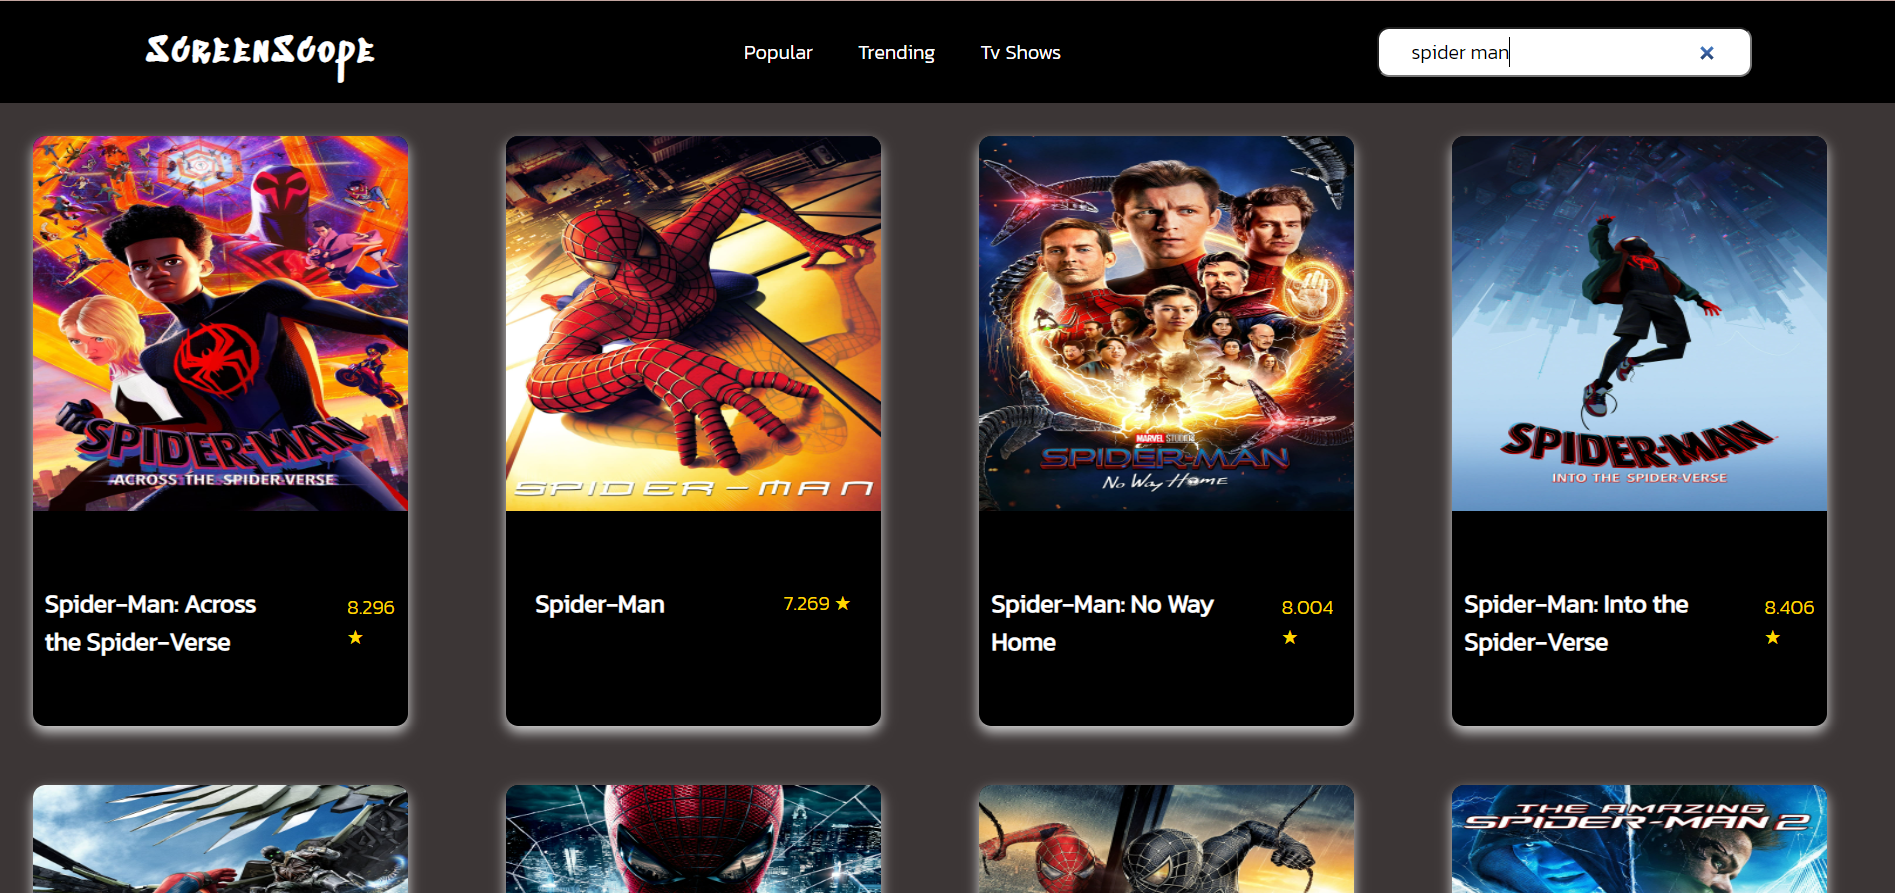 ScreenScope
Popular
Trending
Tv Shows
spider man
SPIDER-MAN
ACROSS THE SPIDER-VERSE
SPIDER-MAN
MARVEL STUDIOS
SPIDER-MAN
No Way Home
SPIDER-MAN
INTO THE SPIDER-VERSE
Spider-Man: Across
the Spider-Verse
8.296
★
Spider-Man
7.269 ★
Spider-Man: No Way
Home
8.004
★
Spider-Man: Into the
Spider-Verse
8.406
★
THE AMAZING
SPIDER-MAN 2